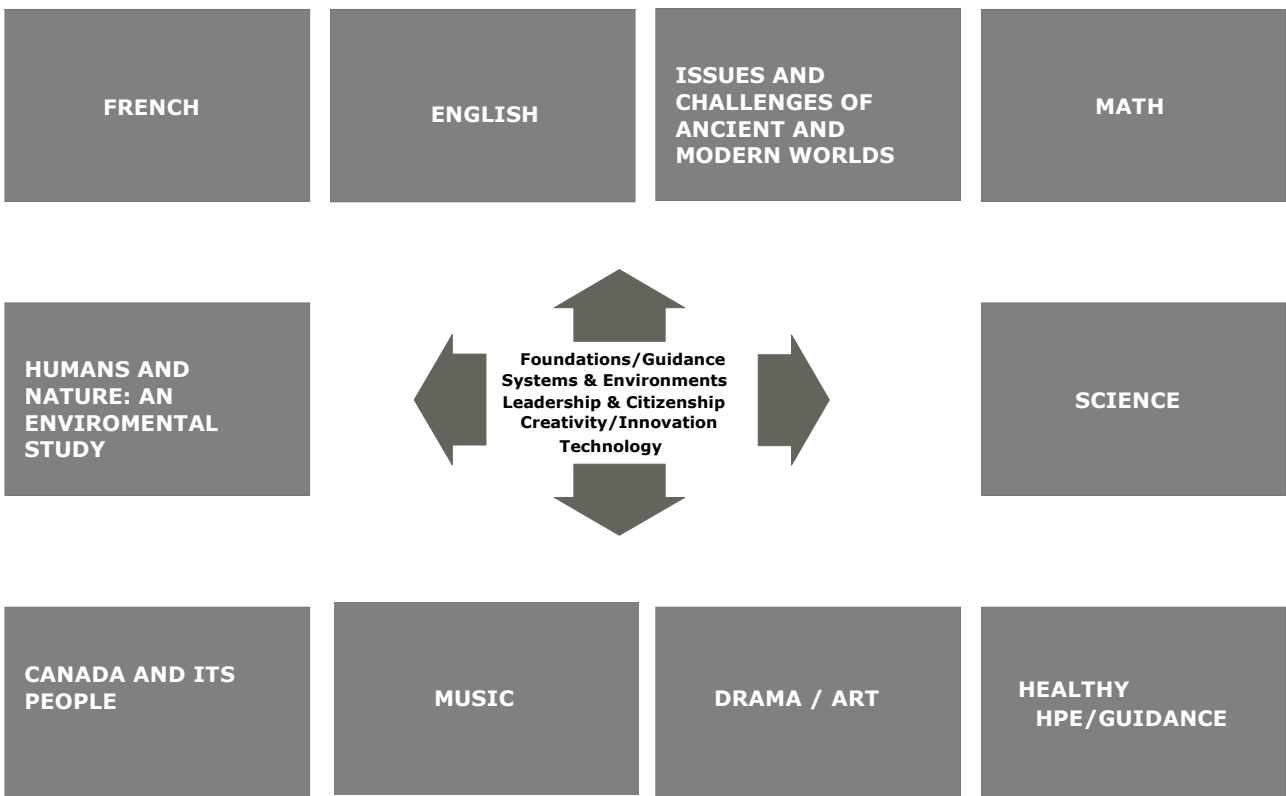 FRENCH
ENGLISH
ISSUES AND
CHALLENGES OF
ANCIENT AND
MODERN WORLDS
MATH
HUMANS AND
NATURE: AN
ENVIROMENTAL
STUDY
Foundations/Guidance
Systems & Environments
Leadership & Citizenship
Creativity/Innovation
Technology
SCIENCE
CANADA AND ITS
PEOPLE
MUSIC
DRAMA / ART
HEALTHY
HPE/GUIDANCE